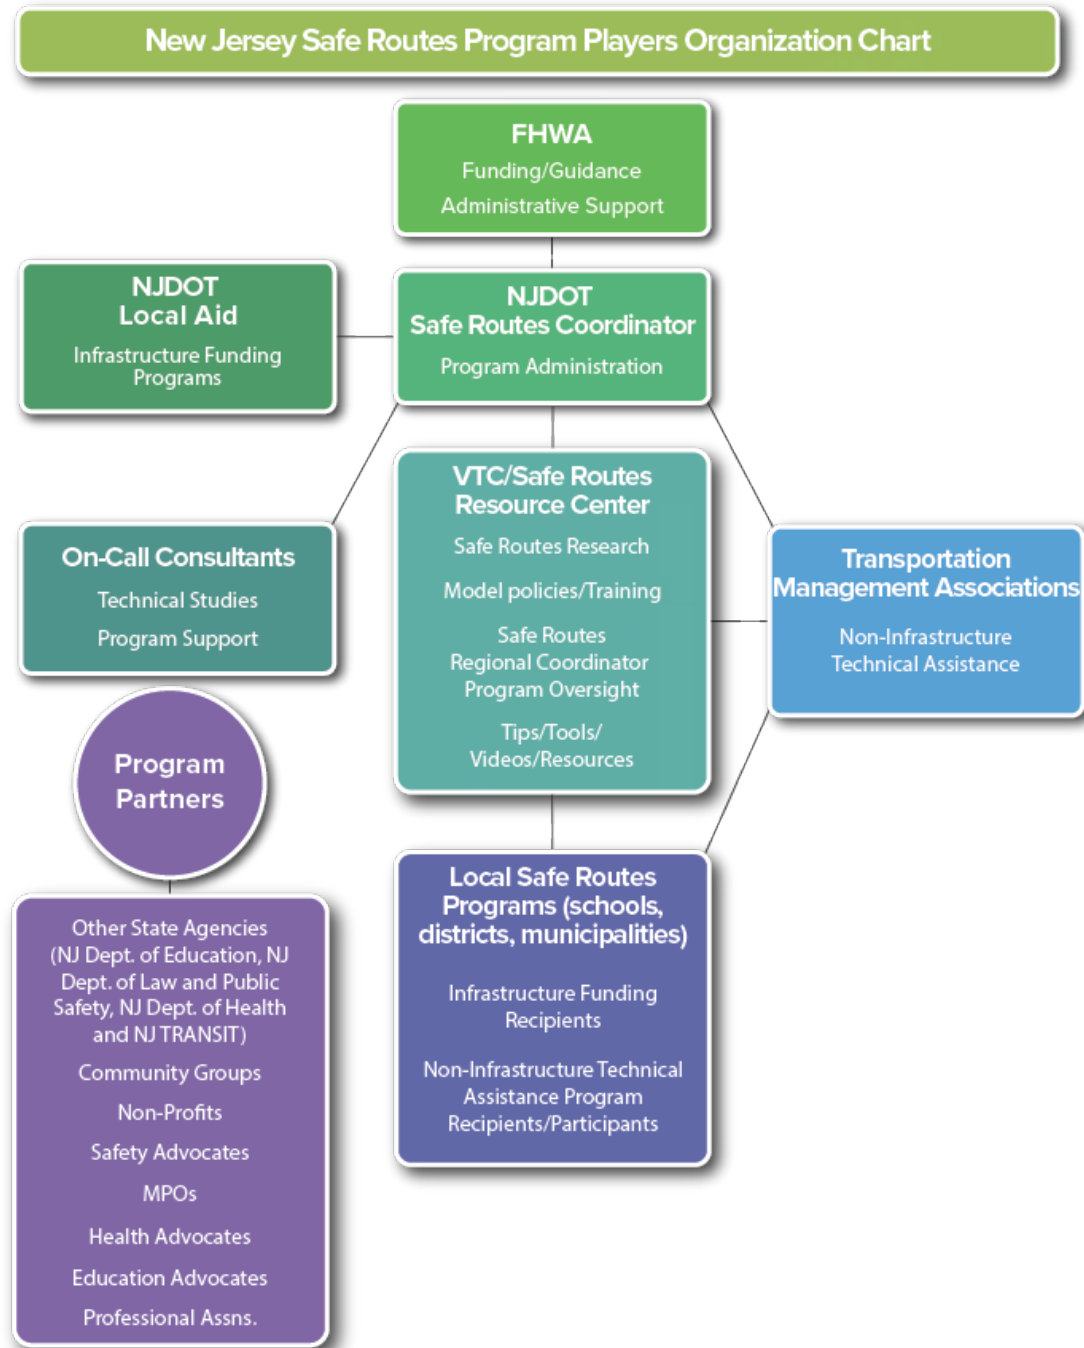 New Jersey Safe Routes Program Players Organization Chart
FHWA
Funding/Guidance
Administrative Support
NJDOT
Local Aid
Infrastructure Funding
Programs
NJDOT
Safe Routes Coordinator
Program Administration
On-Call Consultants
Technical Studies
Program Support
VTC/Safe Routes
Resource Center
Safe Routes Research
Model policies/Training
Safe Routes
Regional Coordinator
Program Oversight
Tips/Tools/
Videos/Resources
Transportation
Management Associations
Non-Infrastructure
Technical Assistance
Program
Partners
Other State Agencies
(NJ Dept. of Education, NJ
Dept. of Law and Public
Safety, NJ Dept. of Health
and NJ TRANSIT)
Community Groups
Non-Profits
Safety Advocates
MPOs
Health Advocates
Education Advocates
Professional Assns.
Local Safe Routes
Programs (schools,
districts, municipalities)
Infrastructure Funding
Recipients
Non-Infrastructure Technical
Assistance Program
Recipients/Participants